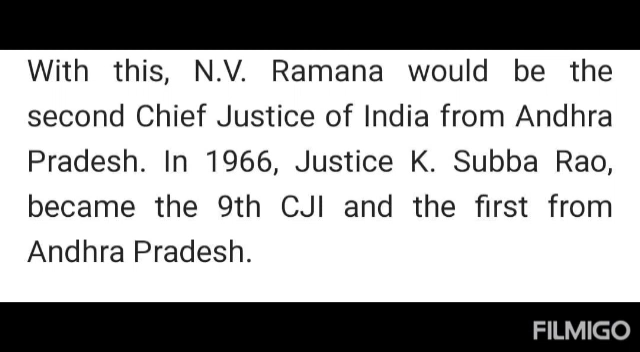 With this, N.V. Ramana would be the
second Chief Justice of India from Andhra
Pradesh. In 1966, Justice K. Subba Rao,
became the 9th CJI and the first from
Andhra Pradesh.
FILMIGO